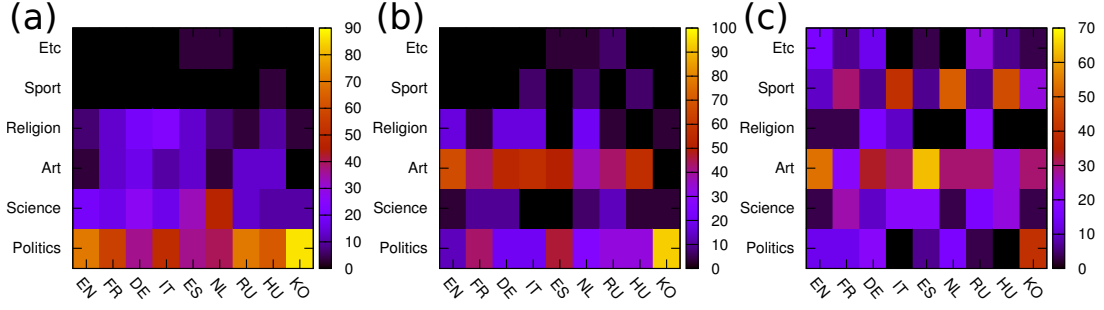 (a)
Etc
Sport
Religion
Art
Science
Politics
EN FR DE IT ES NL RU HU KO
90
80
70
60
50
40
30
20
10
0
(b)
Etc
Sport
Religion
Art
Science
Politics
EN FR DE IT ES NL RU HU KO
100
90
80
70
60
50
40
30
20
10
0
(c)
Etc
Sport
Religion
Art
Science
Politics
EN FR DE IT ES NL RU HU KO
70
60
50
40
30
20
10
0